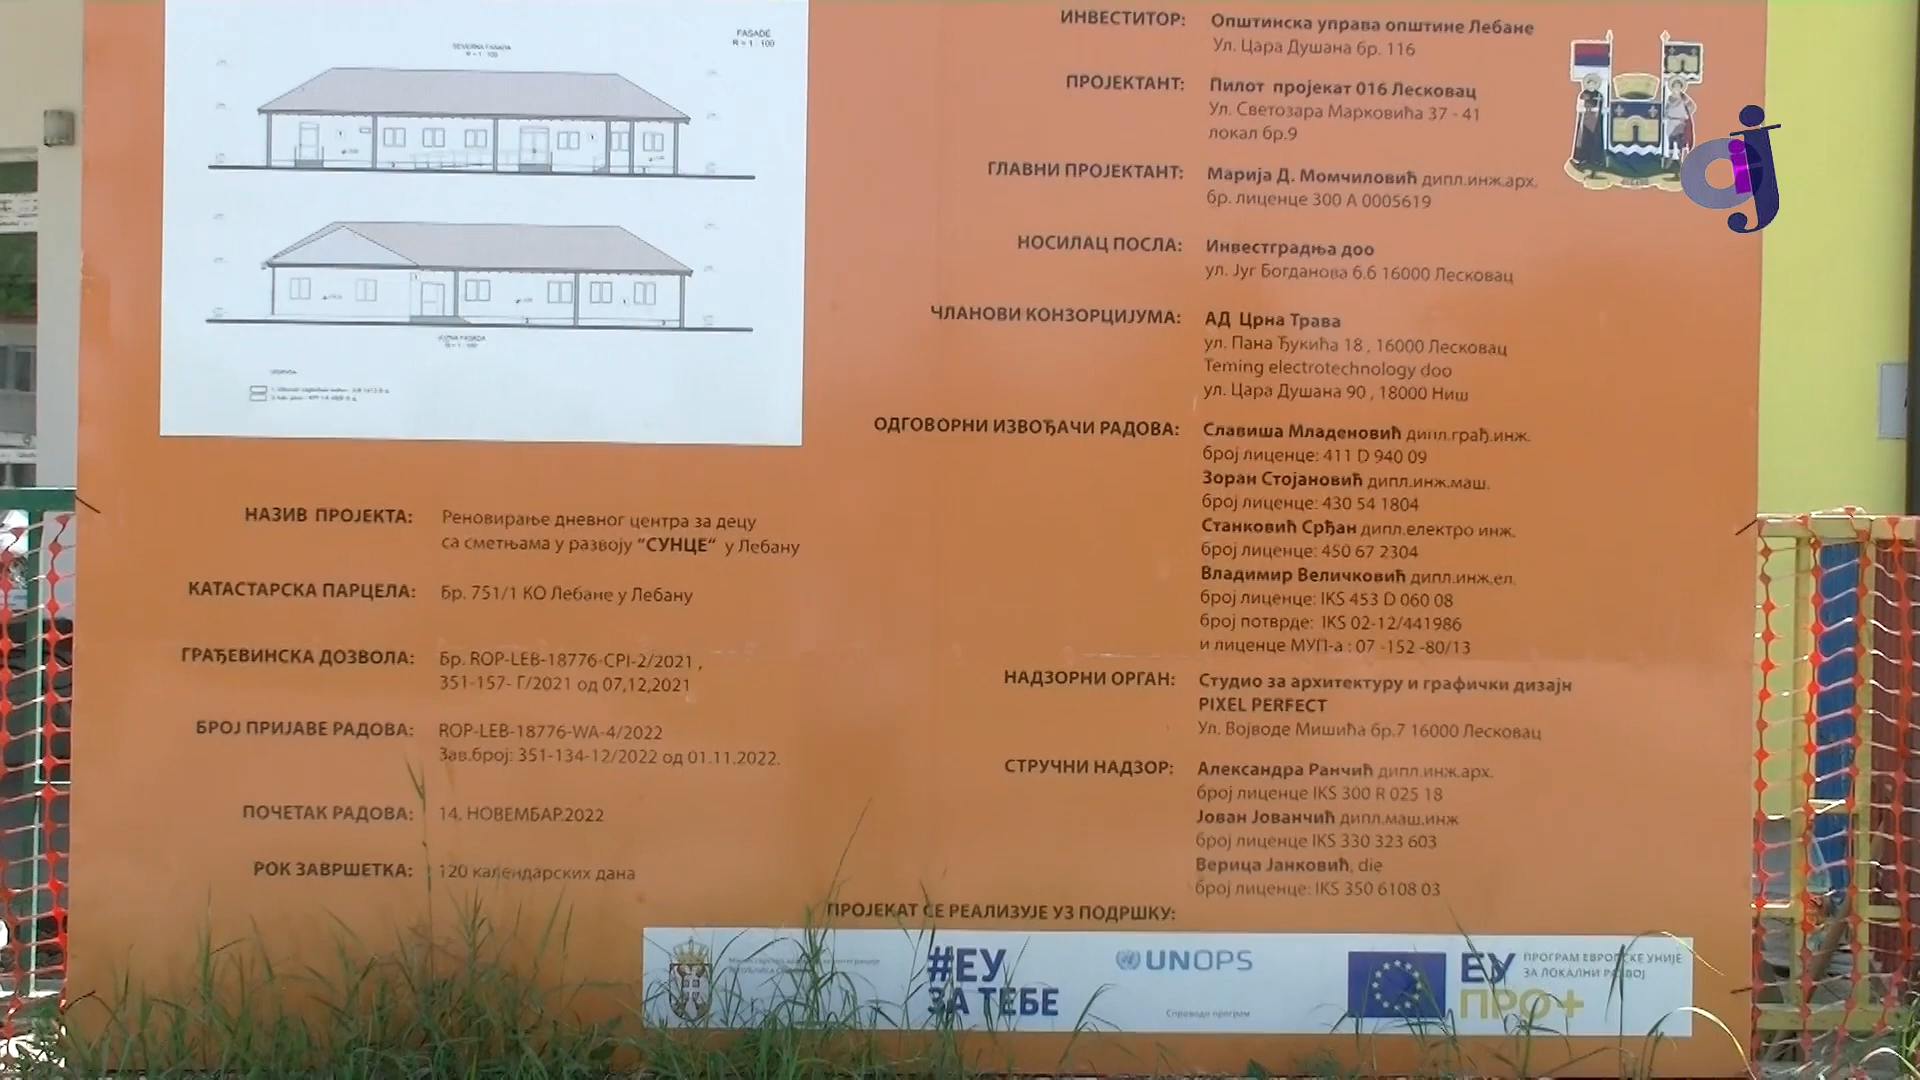 FASADE
R = 1 : 100
SEVERNA FASADA
R = 1 : 100
JUŽNA FASADA
R = 1 : 100
НАЗИВ ПРОЈЕКТА: Реновирање дневног центра за децу
са сметњама у развоју “СУНЦЕ“ у Лебану
КАТАСТАРСКА ПАРЦЕЛА: Бр. 751/1 КО Лебане у Лебану
ГРАЂЕВИНСКА ДОЗВОЛА: Бр. ROP-LEB-18776-CPI-2/2021 ,
351-157- Г/2021 од 07,12,2021
БРОЈ ПРИЈАВЕ РАДОВА: ROP-LEB-18776-WA-4/2022
Зав.број: 351-134-12/2022 од 01.11.2022.
ПОЧЕТАК РАДОВА: 14. НОВЕМБАР.2022
РОК ЗАВРШЕТКА: 120 календарских дана
ИНВЕСТИТОР: Општинска управа општине Лебане
Ул. Цара Душана бр. 116
ПРОЈЕКТАНТ: Пилот пројекат 016 Лесковац
Ул. Светозара Марковића 37 - 41
локал бр.9
ГЛАВНИ ПРОЈЕКТАНТ: Марија Д. Момчиловић дипл.инж.арх.
бр. лиценце 300 А 0005619
НОСИЛАЦ ПОСЛА: Инвестградња доо
ул. Југ Богданова б.б 16000 Лесковац
ЧЛАНОВИ КОНЗОРЦИЈУМА: АД Црна Трава
ул. Пана Ђукића 18 , 16000 Лесковац
Teming electrotechnology doo
ул. Цара Душана 90 , 18000 Ниш
ОДГОВОРНИ ИЗВОЂАЧИ РАДОВА: Славиша Младеновић дипл.грађ.инж.
број лиценце: 411 D 940 09
Зоран Стојановић дипл.инж.маш.
број лиценце: 430 54 1804
Станковић Срђан дипл.електро инж.
број лиценце: 450 67 2304
Владимир Величковић дипл.инж.ел.
број лиценце: IKS 453 D 060 08
број потврде: IKS 02-12/441986
и лиценце МУП-а : 07 -152 -80/13
НАДЗОРНИ ОРГАН: Студио за архитектуру и графички дизајн
PIXEL PERFECT
Ул. Војводе Мишића бр.7 16000 Лесковац
СТРУЧНИ НАДЗОР: Александра Ранчић дипл.инж.арх.
број лиценце IKS 300 R 025 18
Јован Јованчић дипл.маш.инж
број лиценце IKS 330 323 603
Верица Јанковић, die
број лиценце: IKS 350 6108 03
ПРОЈЕКАТ СЕ РЕАЛИЗУЈЕ УЗ ПОДРШКУ:
#ЕУ
ЗА ТЕБЕ
UNOPS
Спроводи програм
ЕУ
ПРО+
ПРОГРАМ ЕВРОПСКЕ УНИЈЕ
ЗА ЛОКАЛНИ РАЗВОЈ